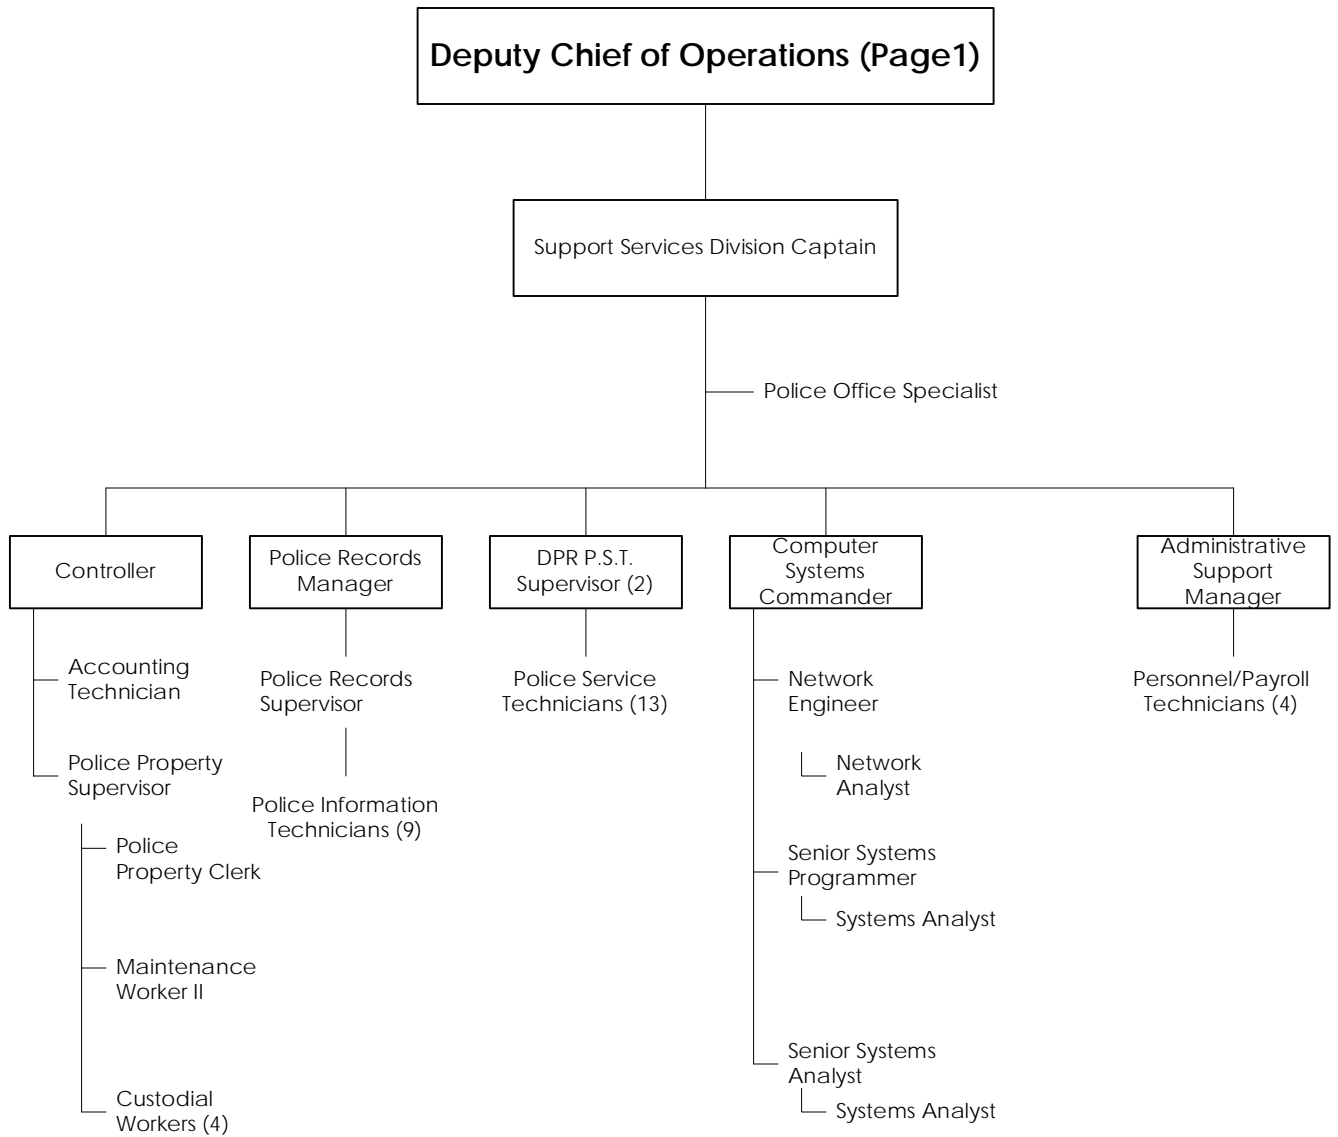 Deputy Chief of Operations (Page1)
Support Services Division Captain
Police Office Specialist
Controller
Police Records
Manager
DPR P.S.T.
Supervisor (2)
Computer
Systems
Commander
Administrative
Support
Manager
Accounting
Technician
Police Property
Supervisor
Police
Property Clerk
Maintenance
Worker II
Custodial
Workers (4)
Police Records
Supervisor
Police Information
Technicians (9)
Police Service
Technicians (13)
Network
Engineer
Network
Analyst
Senior Systems
Programmer
Systems Analyst
Senior Systems
Analyst
Systems Analyst
Personnel/Payroll
Technicians (4)